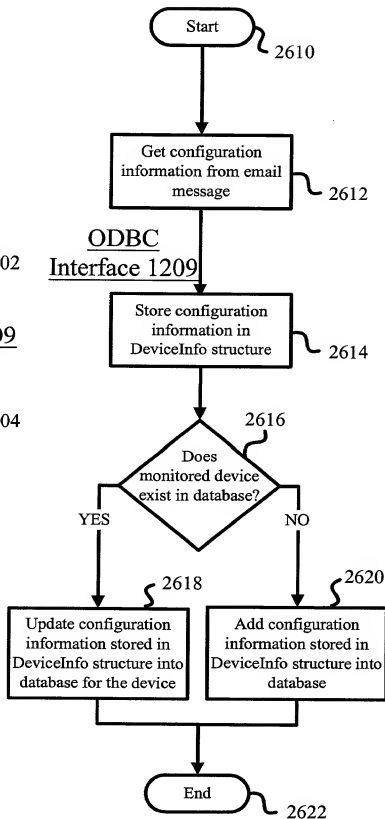 Start
2610
Get configuration
information from email
message
2612
ODBC
Interface 1209
02
Store configuration
information in
DeviceInfo structure
2614
09
04
2616
Does
monitored device
exist in database?
YES
NO
2618
2620
Update configuration
information stored in
DeviceInfo structure into
database for the device
Add configuration
information stored in
DeviceInfo structure into
database
End
2622